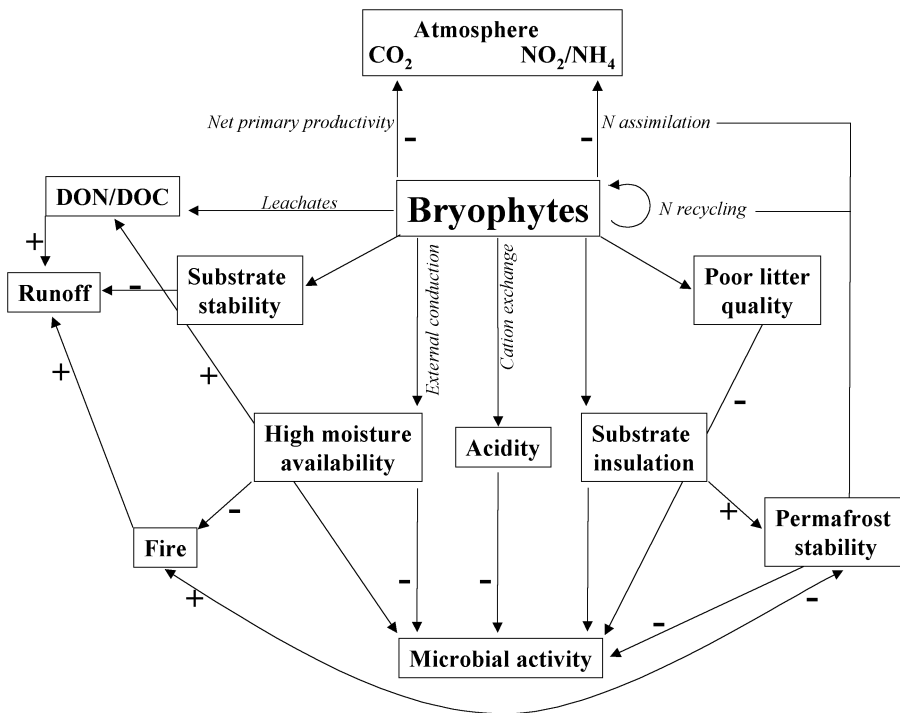 Atmosphere
CO₂ NO₂/NH₄
Net primary productivity
-
-
N assimilation
DON/DOC
Leachates
Bryophytes
N recycling
+
Runoff
-
Substrate
stability
External conduction
Cation exchange
Poor litter
quality
+
+
-
High moisture
availability
Acidity
Substrate
insulation
-
+
Permafrost
stability
Fire
-
-
+
-
-
Microbial activity